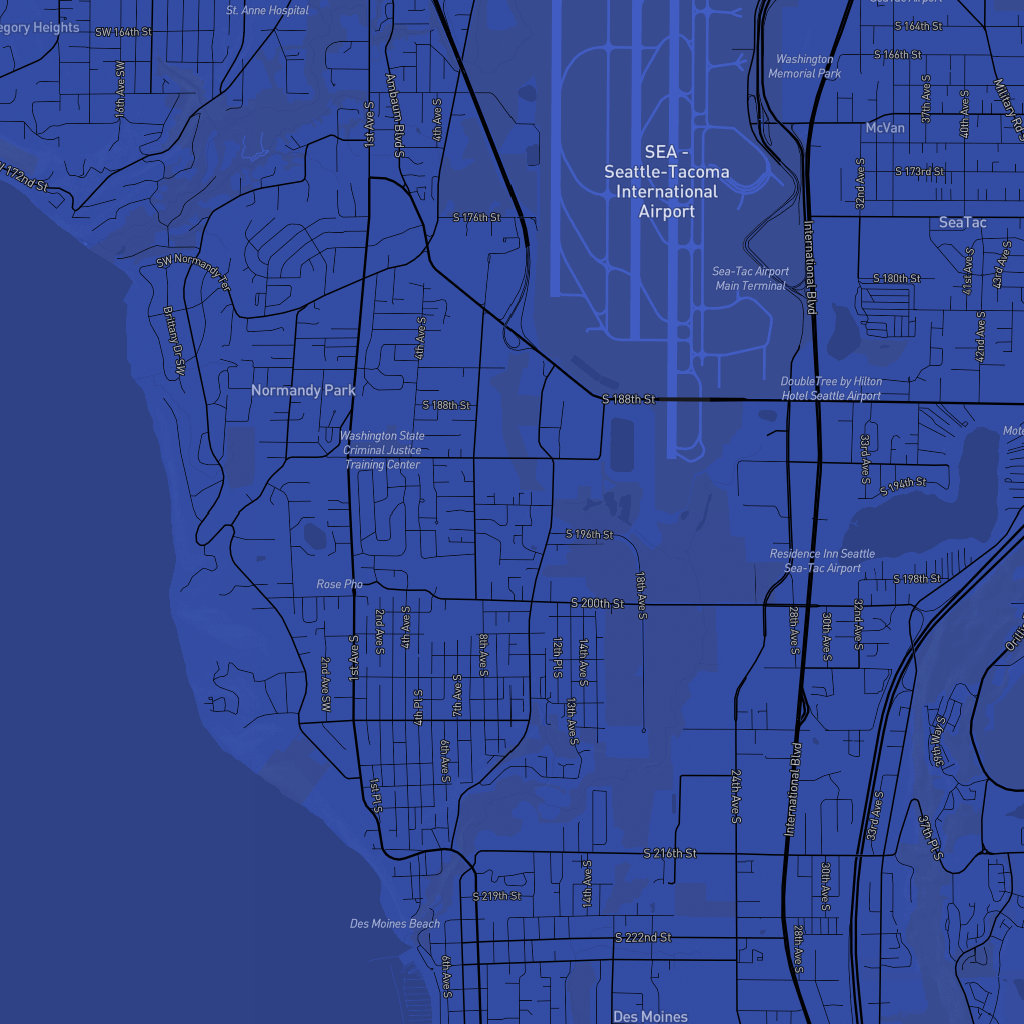 St. Anne Hospital
SW 164th St
16th Ave SW
1st Ave S
Ambaum Blvd S
4th Ave S
Washington
Memorial Park
S 164th St
S 166th St
37th Ave S
40th Ave S
McVan
SEA -
Seattle-Tacoma
International
Airport
S 173rd St
32nd Ave S
S 176th St
SeaTac
SW Normandy Ter
International Blvd
Sea-Tac Airport
Main Terminal
S 180th St
41st Ave S
43rd Ave S
Brittany Dr SW
4th Ave S
42nd Ave S
Normandy Park
S 188th St
S 188th St
DoubleTree by Hilton
Hotel Seattle Airport
Washington State
Criminal Justice
Training Center
33rd Ave S
S 194th St
S 196th St
Residence Inn Seattle
Sea-Tac Airport
Rose Pho
18th Ave S
S 198th St
S 200th St
2nd Ave S
4th Ave S
28th Ave S
30th Ave S
32nd Ave S
1st Ave S
8th Ave S
12th Pl S
14th Ave S
2nd Ave SW
4th Pl S
7th Ave S
13th Ave S
36th Way S
6th Ave S
1st Pl S
24th Ave S
International Blvd
33rd Ave S
37th Pl S
S 216th St
14th Ave S
30th Ave S
S 219th St
Des Moines Beach
S 222nd St
28th Ave S
6th Ave S
Des Moines